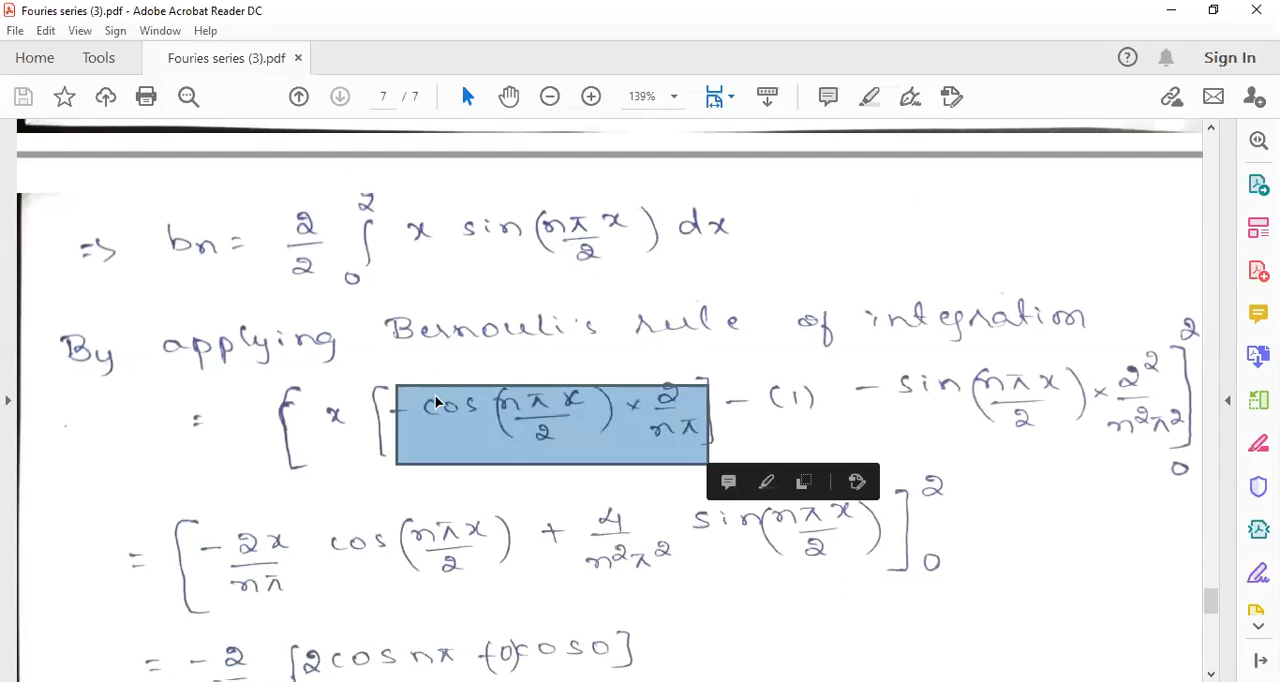 Fouries series (3).pdf - Adobe Acrobat Reader DC
File Edit View Sign Window Help
Home Tools Fouries series (3).pdf × Sign In
7 / 7 139%
=> bn = 2/2 ∫₀² x sin(nπx/2) dx
By applying Bernouli's rule of integration
= [x [- cos(nπx/2) × 2/nπ] - (1) - sin(nπx/2) × 2²/n²π²]₀²
= [-2x/nπ cos(nπx/2) + 4/n²π² sin(nπx/2)]₀²
= - 2 [2 cos nπ - (0) cos 0]